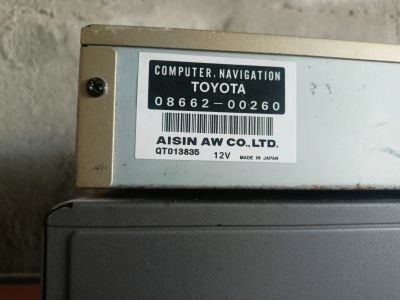 COMPUTER, NAVIGATION
TOYOTA
08662-00260
AISIN AW CO., LTD.
QT013835 12V MADE IN JAPAN